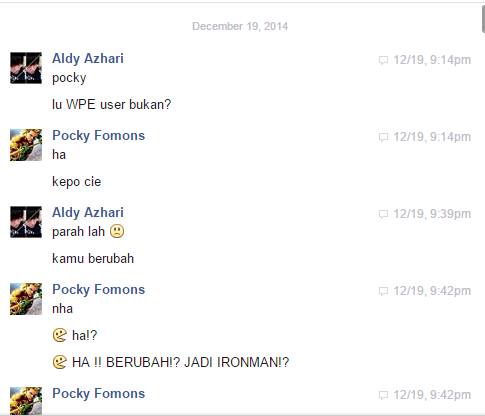 December 19, 2014
Aldy Azhari 12/19, 9:14pm
pocky
lu WPE user bukan?
Pocky Fomons 12/19, 9:14pm
ha
kepo cie
Aldy Azhari 12/19, 9:39pm
parah lah
kamu berubah
Pocky Fomons 12/19, 9:42pm
nha
ha!?
HA !! BERUBAH!? JADI IRONMAN!?
Pocky Fomons 12/19, 9:42pm